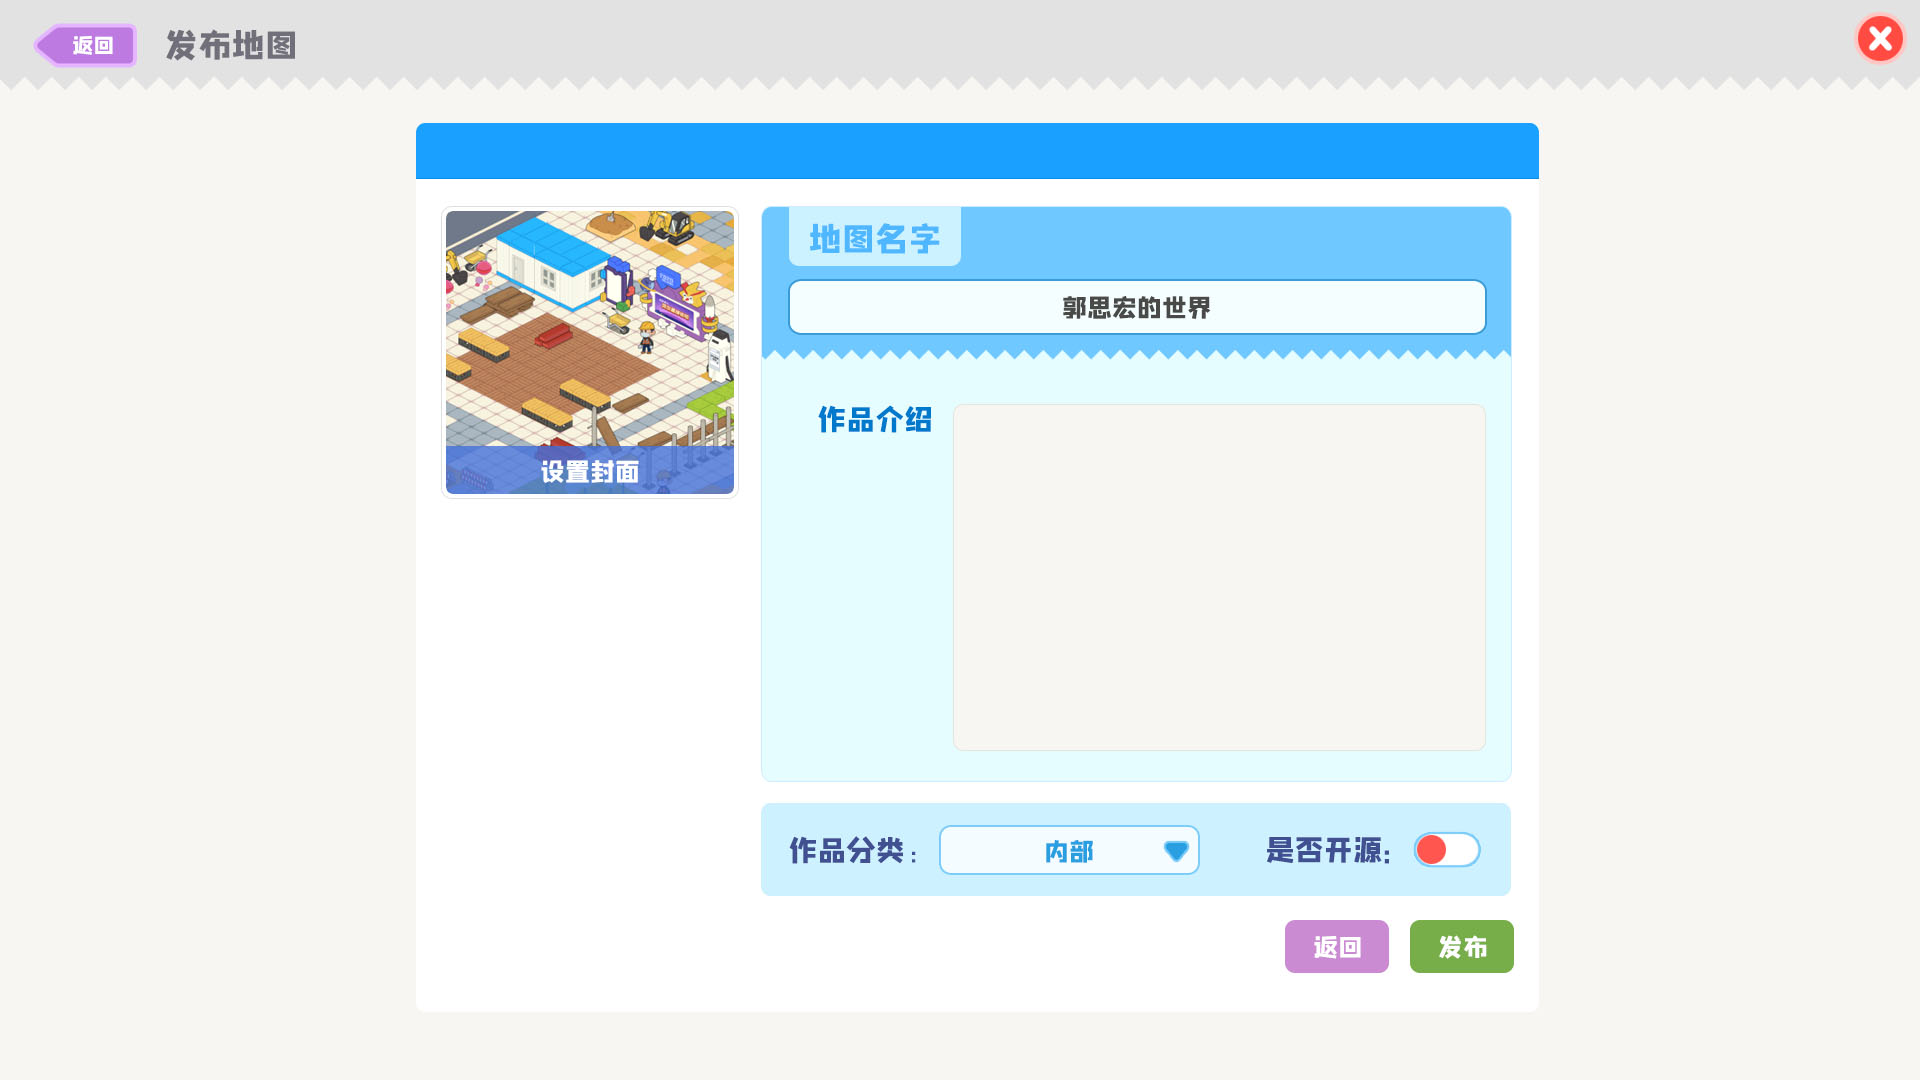 返回
发布地图
地图名字
郭思宏的世界
设置封面
作品介绍
作品分类：
内部
是否开源：
返回
发布